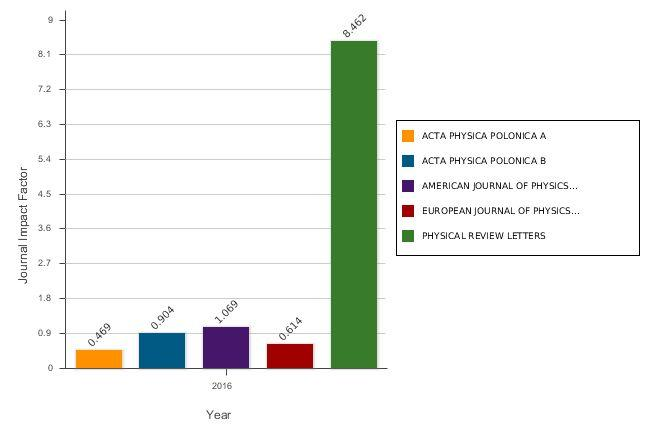 9
8.1
7.2
6.3
5.4
4.5
3.6
2.7
1.8
0.9
0
Journal Impact Factor
0.469
0.904
1.069
0.614
8.462
2016
Year
ACTA PHYSICA POLONICA A
ACTA PHYSICA POLONICA B
AMERICAN JOURNAL OF PHYSICS...
EUROPEAN JOURNAL OF PHYSICS...
PHYSICAL REVIEW LETTERS